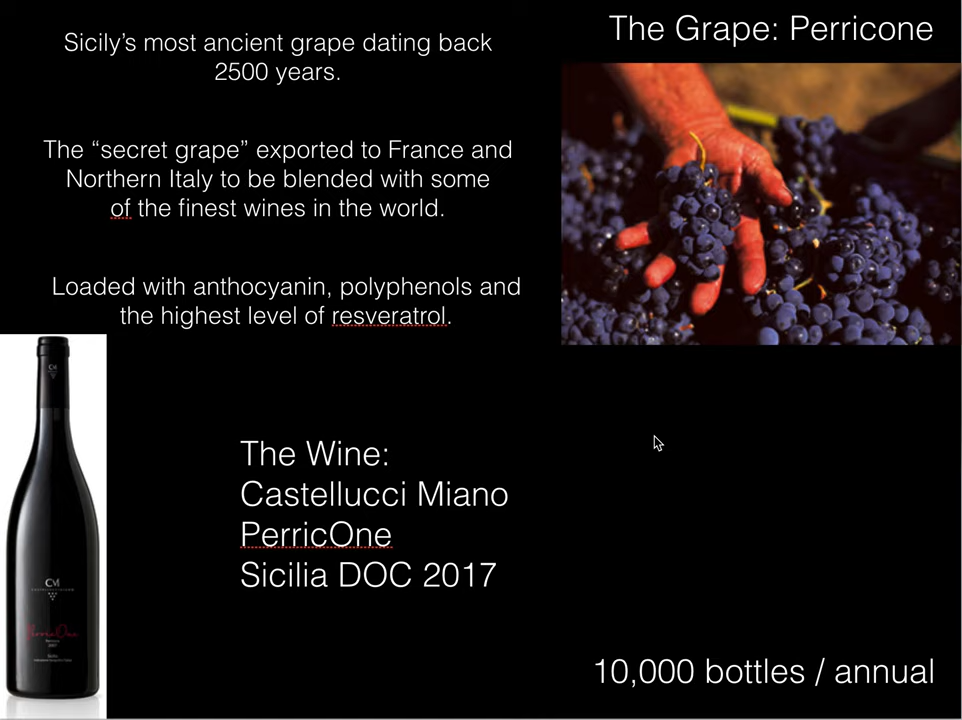 The Grape: Perricone
Sicily’s most ancient grape dating back
2500 years.
The “secret grape” exported to France and
Northern Italy to be blended with some
of the finest wines in the world.
Loaded with anthocyanin, polyphenols and
the highest level of resveratrol.
The Wine:
Castellucci Miano
PerricOne
Sicilia DOC 2017
CM
PerricOne
10,000 bottles / annual